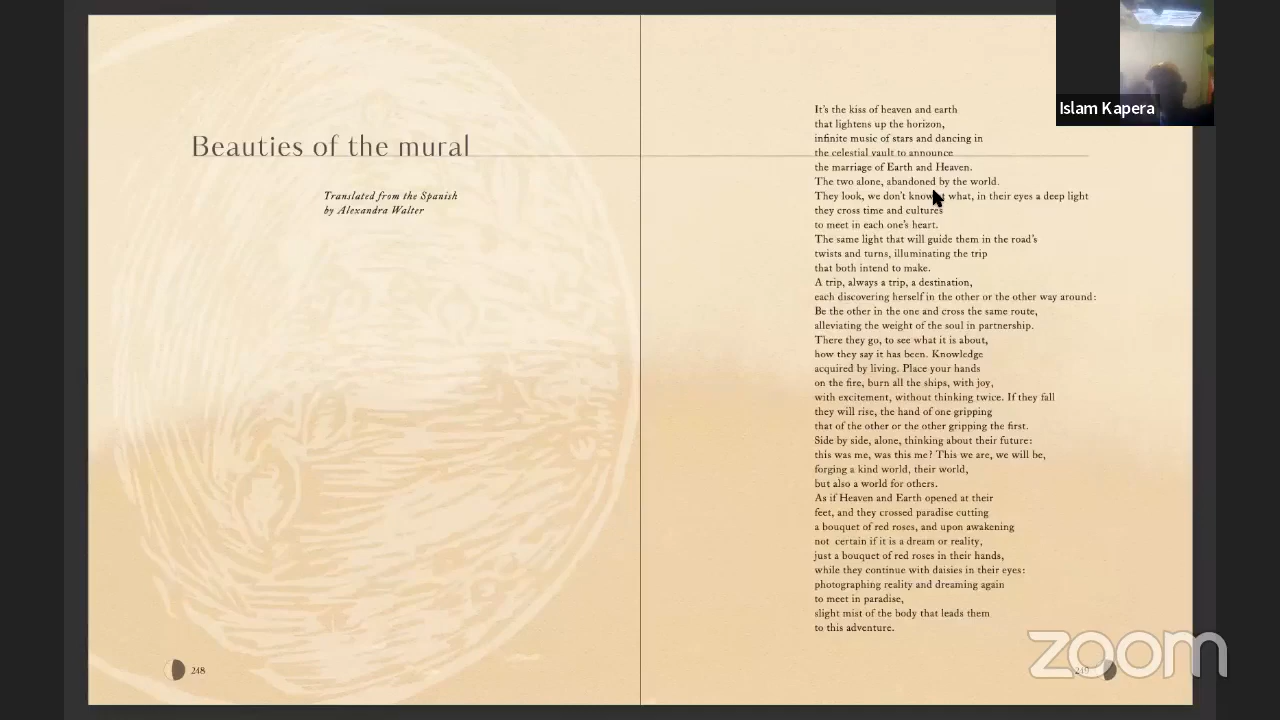 Beauties of the mural
Translated from the Spanish
by Alexandra Walter
248
It's the kiss of heaven and earth
that lightens up the horizon,
infinite music of stars and dancing in
the celestial vault to announce
the marriage of Earth and Heaven.
The two alone, abandoned by the world.
They look, we don't know what, in their eyes a deep light
they cross time and cultures
to meet in each one's heart.
The same light that will guide them in the road's
twists and turns, illuminating the trip
that both intend to make.
A trip, always a trip, a destination,
each discovering herself in the other or the other way around:
Be the other in the one and cross the same route,
alleviating the weight of the soul in partnership.
There they go, to see what it is about,
how they say it has been. Knowledge
acquired by living. Place your hands
on the fire, burn all the ships, with joy,
with excitement, without thinking twice. If they fall
they will rise, the hand of one gripping
that of the other or the other gripping the first.
Side by side, alone, thinking about their future:
this was me, was this me? This we are, we will be,
forging a kind world, their world,
but also a world for others.
As if Heaven and Earth opened at their
feet, and they crossed paradise cutting
a bouquet of red roses, and upon awakening
not certain if it is a dream or reality,
just a bouquet of red roses in their hands,
while they continue with daisies in their eyes:
photographing reality and dreaming again
to meet in paradise,
slight mist of the body that leads them
to this adventure.
249
Islam Kapera
zoom